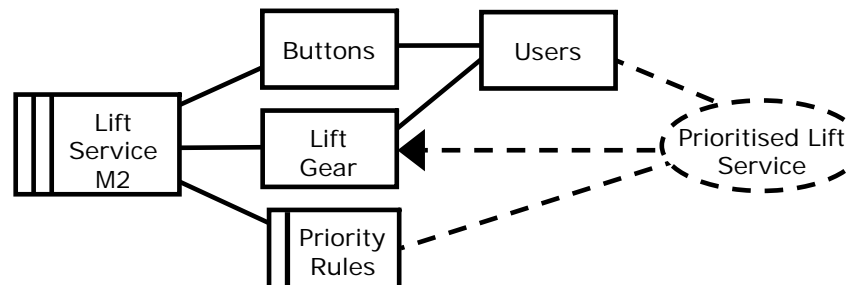 Buttons
Users
Lift
Service
M2
Lift
Gear
Prioritised Lift
Service
Priority
Rules